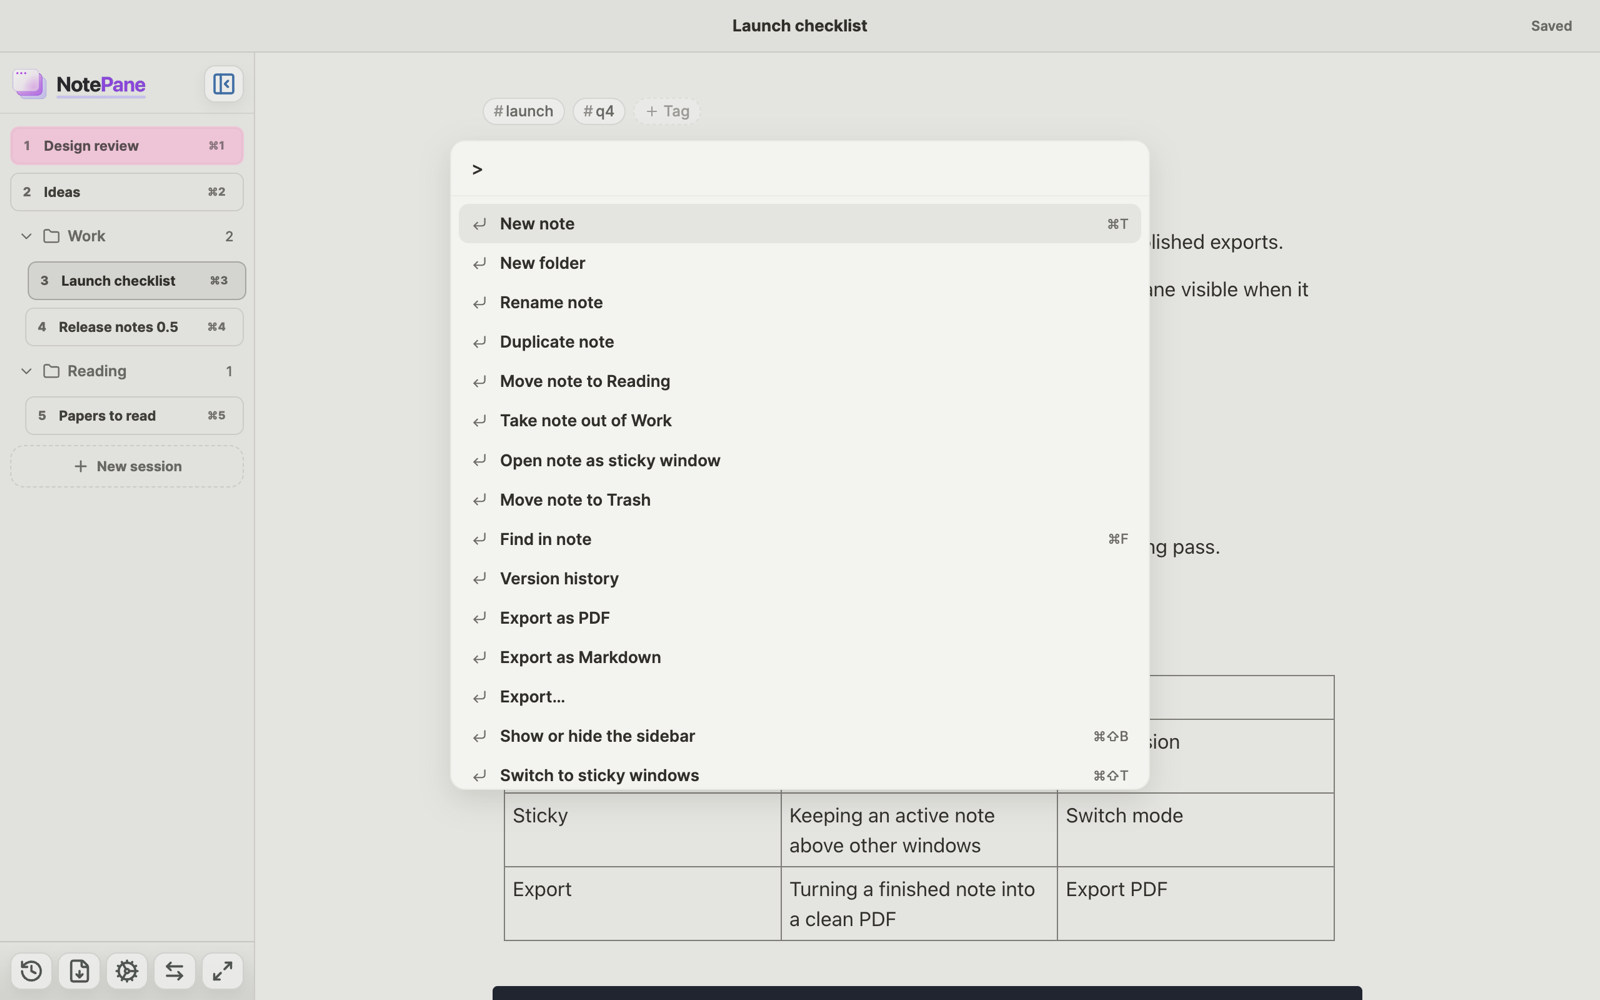 Launch checklist
Saved
NotePane
1 Design review ⌘1
2 Ideas ⌘2
Work 2
3 Launch checklist ⌘3
4 Release notes 0.5 ⌘4
Reading 1
5 Papers to read ⌘5
+ New session
#launch #q4 + Tag
>
New note ⌘T
New folder
Rename note
Duplicate note
Move note to Reading
Take note out of Work
Open note as sticky window
Move note to Trash
Find in note ⌘F
Version history
Export as PDF
Export as Markdown
Export...
Show or hide the sidebar ⌘⇧B
Switch to sticky windows ⌘⇧T
exports.
visible when it
pass.
Sticky
Keeping an active note
above other windows
Switch mode
Export
Turning a finished note into
a clean PDF
Export PDF